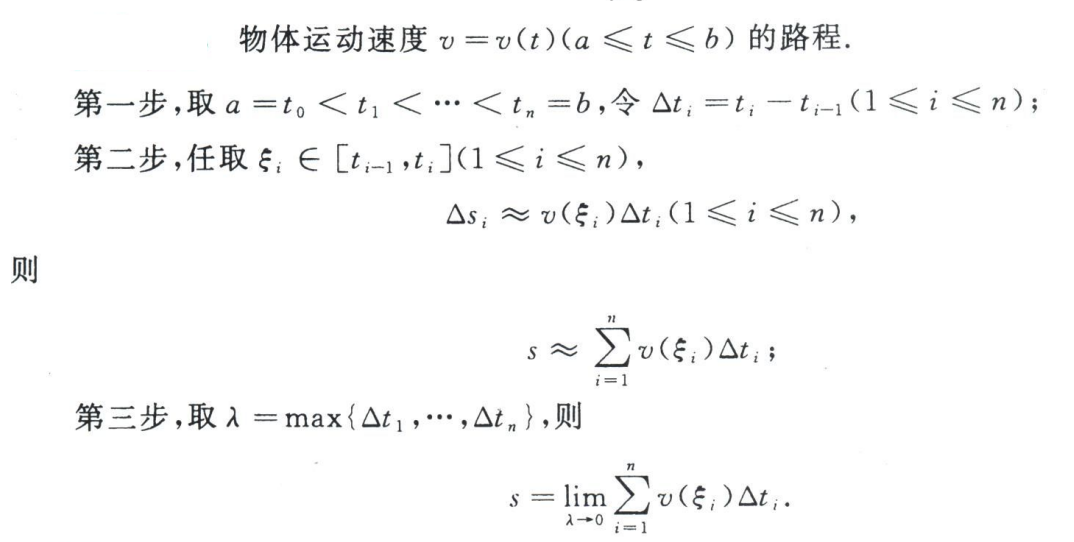 物体运动速度 v = v(t)(a ⩽ t ⩽ b) 的路程.
第一步,取 a = t₀ < t₁ < ⋯ < tₙ = b,令 Δtᵢ = tᵢ − tᵢ₋₁(1 ⩽ i ⩽ n);
第二步,任取 ξᵢ ∈ [tᵢ₋₁,tᵢ](1 ⩽ i ⩽ n),
Δsᵢ ≈ v(ξᵢ)Δtᵢ(1 ⩽ i ⩽ n),
则
s ≈ \sum_{i=1}^{n} v(ξᵢ)Δtᵢ;
第三步,取 λ = max{Δt₁,⋯,Δtₙ},则
s = \lim_{λ→0} \sum_{i=1}^{n} v(ξᵢ)Δtᵢ.